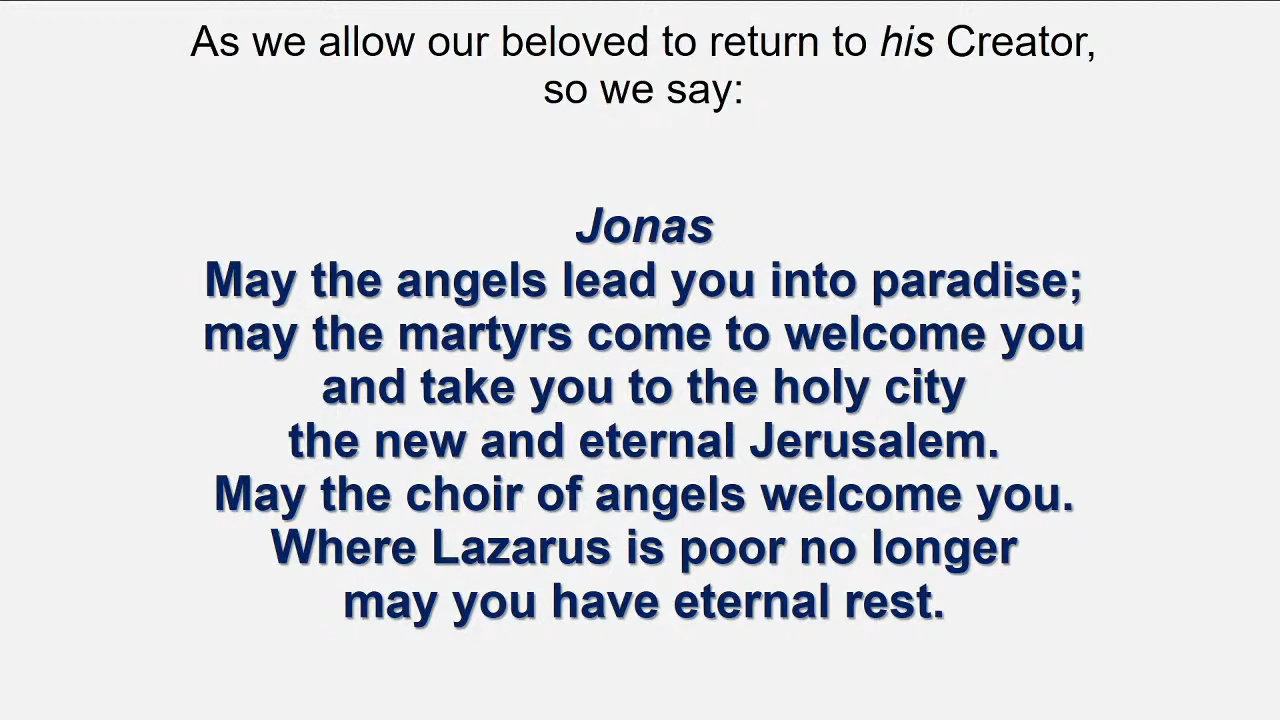 As we allow our beloved to return to his Creator,
so we say:
Jonas
May the angels lead you into paradise;
may the martyrs come to welcome you
and take you to the holy city
the new and eternal Jerusalem.
May the choir of angels welcome you.
Where Lazarus is poor no longer
may you have eternal rest.